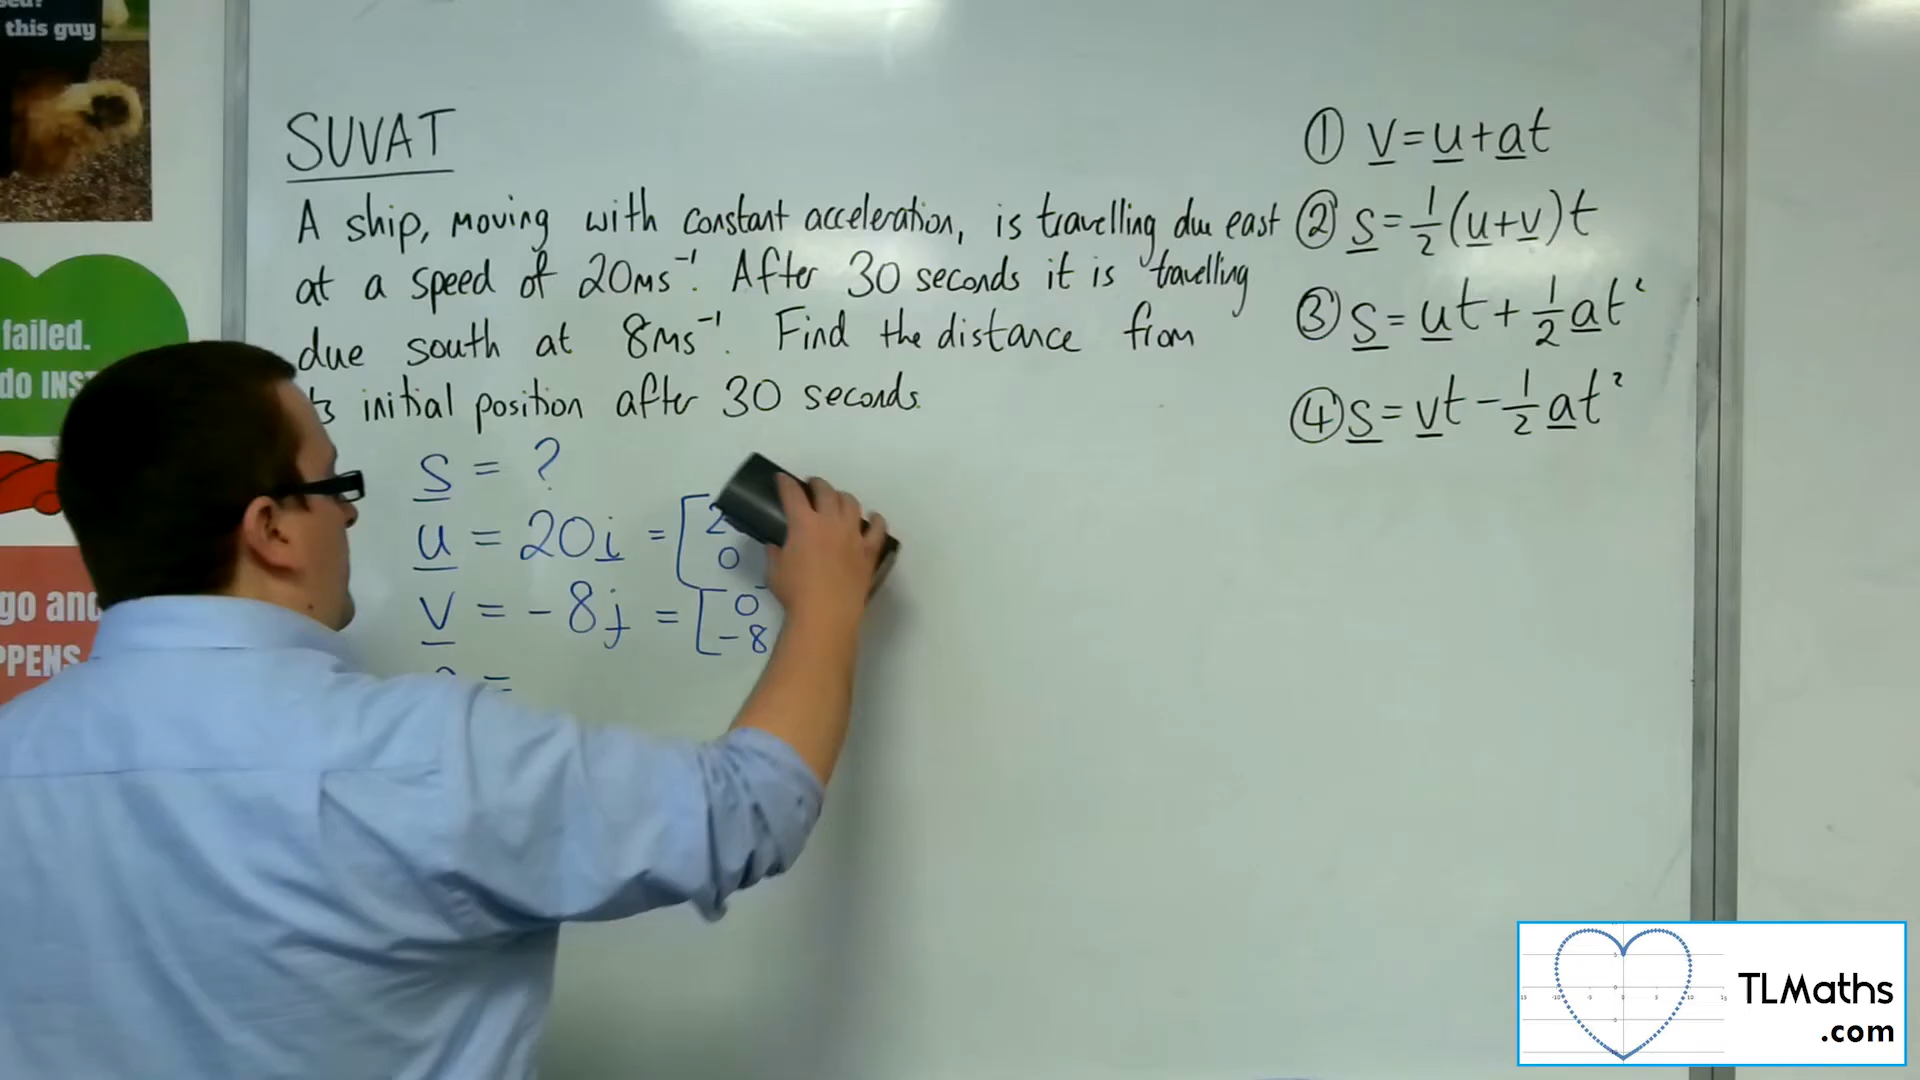 this guy
failed.
do INS
go and
PPENS
SUVAT
A ship, moving with constant acceleration, is travelling due east
at a speed of 20ms⁻¹. After 30 seconds it is travelling
due south at 8ms⁻¹. Find the distance from
initial position after 30 seconds.
s = ?
u = 20i = [2
0
v = -8j = [0
-8
=
① v = u + at
② s = ½(u+v)t
③ s = ut + ½at²
④ s = vt - ½at²
TLMaths
.com